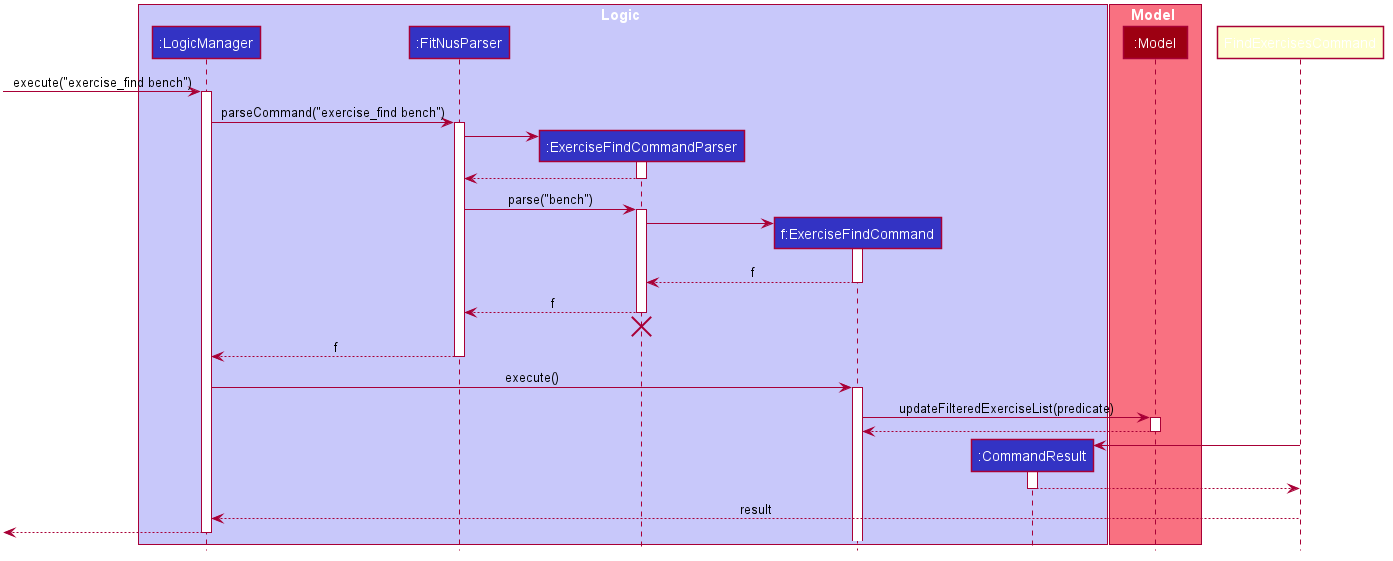 Logic
Model
:LogicManager
:FitNusParser
:Model
FindExerciseCommand
execute("exercise_find bench")
parseCommand("exercise_find bench")
:ExerciseFindCommandParser
parse("bench")
f:ExerciseFindCommand
f
f
f
execute()
updateFilteredExerciseList(predicate)
:CommandResult
result